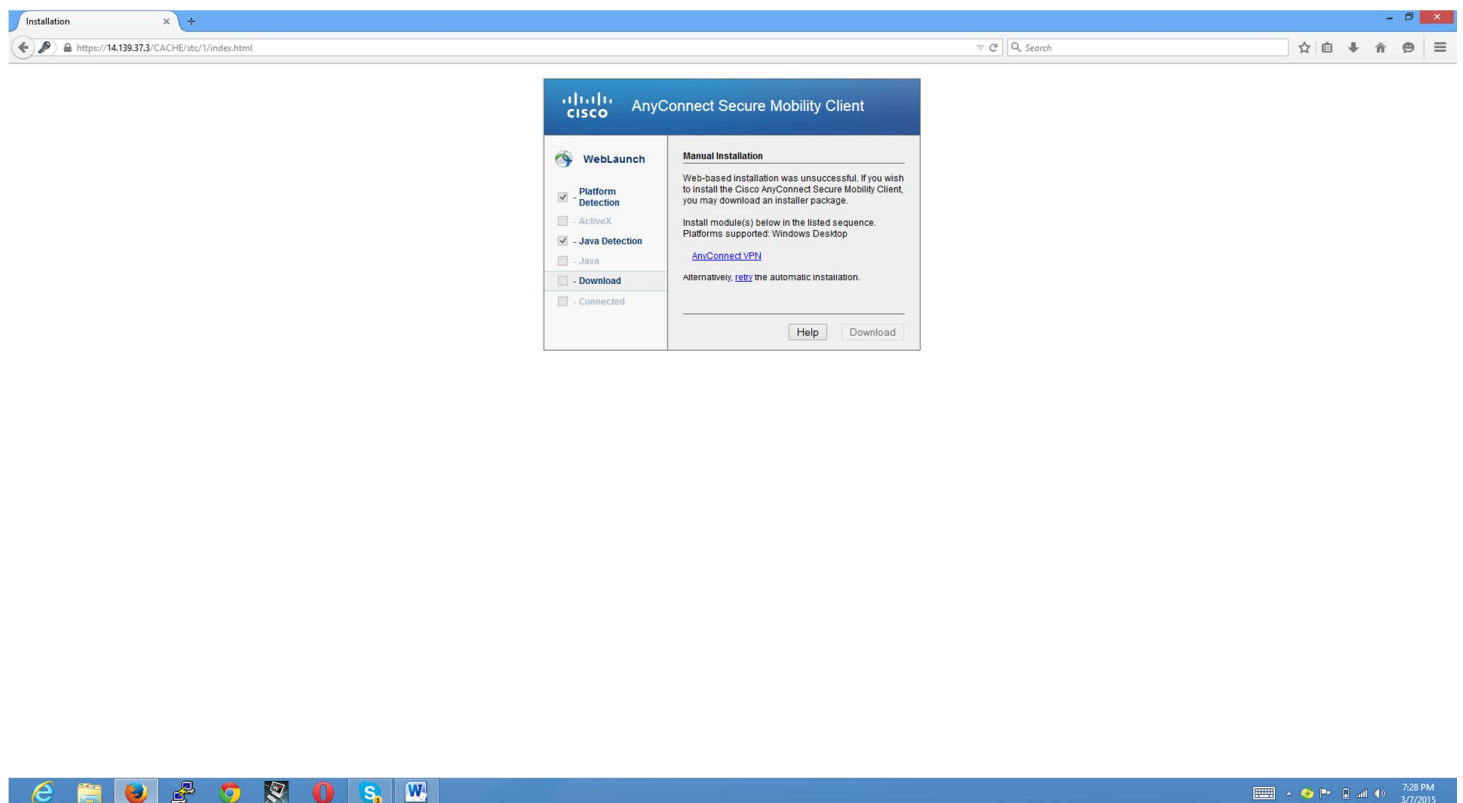 Installation
https://14.139.37.3/CACHE/stc/1/index.html
Search
CISCO
AnyConnect Secure Mobility Client
WebLaunch
- Platform
Detection
- ActiveX
- Java Detection
- Java
- Download
- Connected
Manual Installation
Web-based installation was unsuccessful. If you wish
to install the Cisco AnyConnect Secure Mobility Client,
you may download an installer package.
Install module(s) below in the listed sequence.
Platforms supported: Windows Desktop
AnyConnect VPN
Alternatively, retry the automatic installation.
Help
Download
7:28 PM
3/7/2015